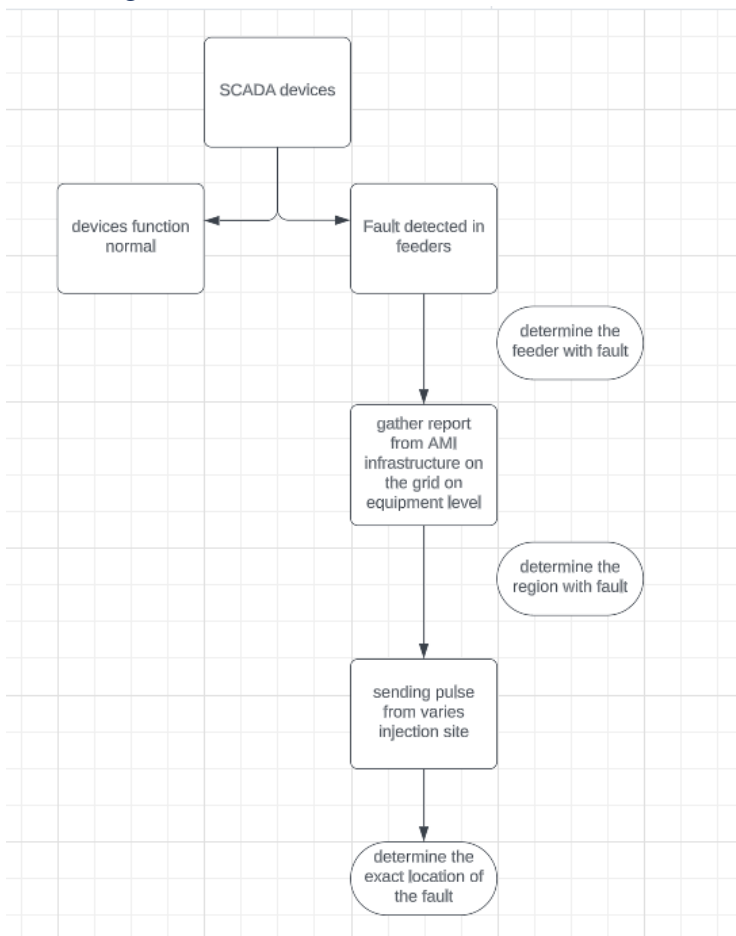 SCADA devices
devices function
normal
Fault detected in
feeders
determine the
feeder with fault
gather report
from AMI
infrastructure on
the grid on
equipment level
determine the
region with fault
sending pulse
from varies
injection site
determine the
exact location of
the fault